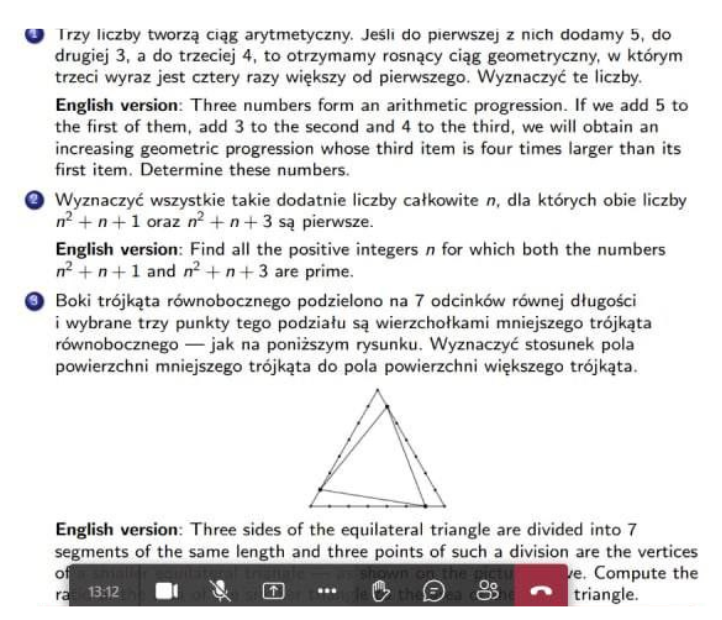 1 Trzy liczby tworzą ciąg arytmetyczny. Jeśli do pierwszej z nich dodamy 5, do
drugiej 3, a do trzeciej 4, to otrzymamy rosnący ciąg geometryczny, w którym
trzeci wyraz jest cztery razy większy od pierwszego. Wyznaczyć te liczby.
English version: Three numbers form an arithmetic progression. If we add 5 to
the first of them, add 3 to the second and 4 to the third, we will obtain an
increasing geometric progression whose third item is four times larger than its
first item. Determine these numbers.
2 Wyznaczyć wszystkie takie dodatnie liczby całkowite n, dla których obie liczby
n² + n + 1 oraz n² + n + 3 są pierwsze.
English version: Find all the positive integers n for which both the numbers
n² + n + 1 and n² + n + 3 are prime.
3 Boki trójkąta równobocznego podzielono na 7 odcinków równej długości
i wybrane trzy punkty tego podziału są wierzchołkami mniejszego trójkąta
równobocznego — jak na poniższym rysunku. Wyznaczyć stosunek pola
powierzchni mniejszego trójkąta do pola powierzchni większego trójkąta.
English version: Three sides of the equilateral triangle are divided into 7
segments of the same length and three points of such a division are the vertices
of a smaller equilateral triangle — as shown on the ve. Compute the
13:12 triangle.